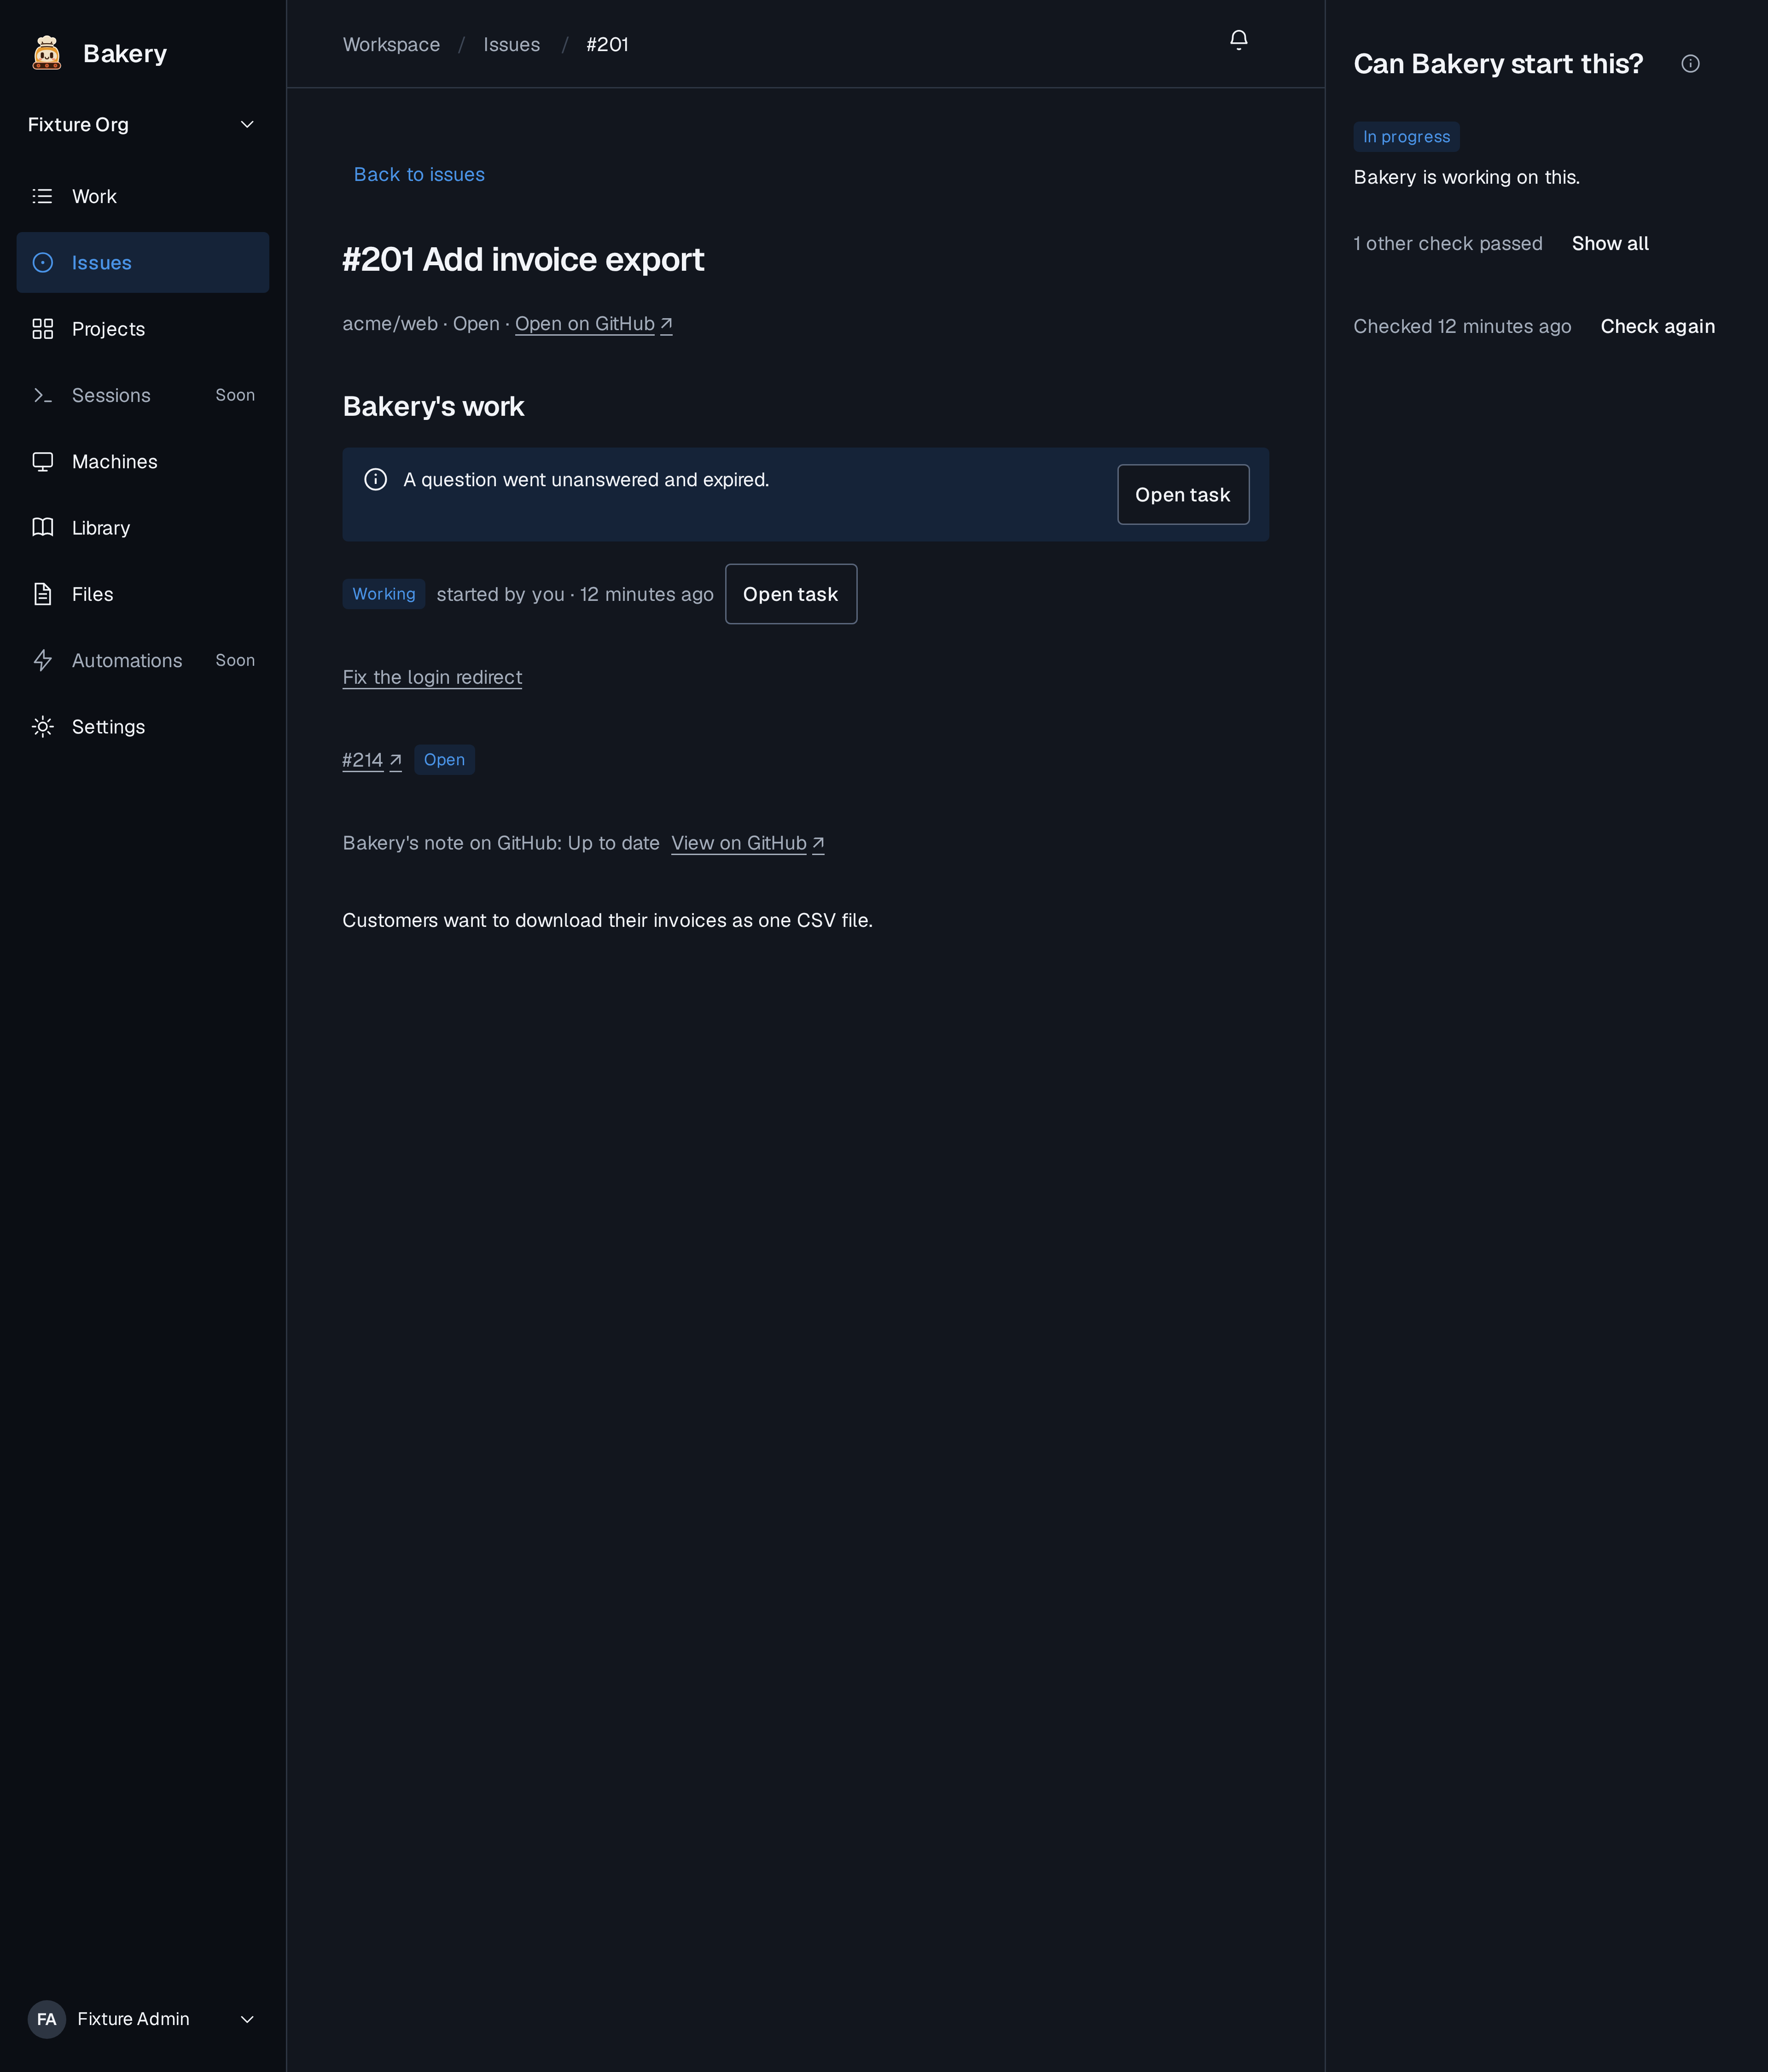 Bakery
Fixture Org
Work
Issues
Projects
Sessions Soon
Machines
Library
Files
Automations Soon
Settings
FA Fixture Admin
Workspace / Issues / #201
Back to issues
#201 Add invoice export
acme/web · Open · Open on GitHub ↗
Bakery's work
A question went unanswered and expired. Open task
Working started by you · 12 minutes ago Open task
Fix the login redirect
#214 ↗ Open
Bakery's note on GitHub: Up to date View on GitHub ↗
Customers want to download their invoices as one CSV file.
Can Bakery start this?
In progress
Bakery is working on this.
1 other check passed Show all
Checked 12 minutes ago Check again